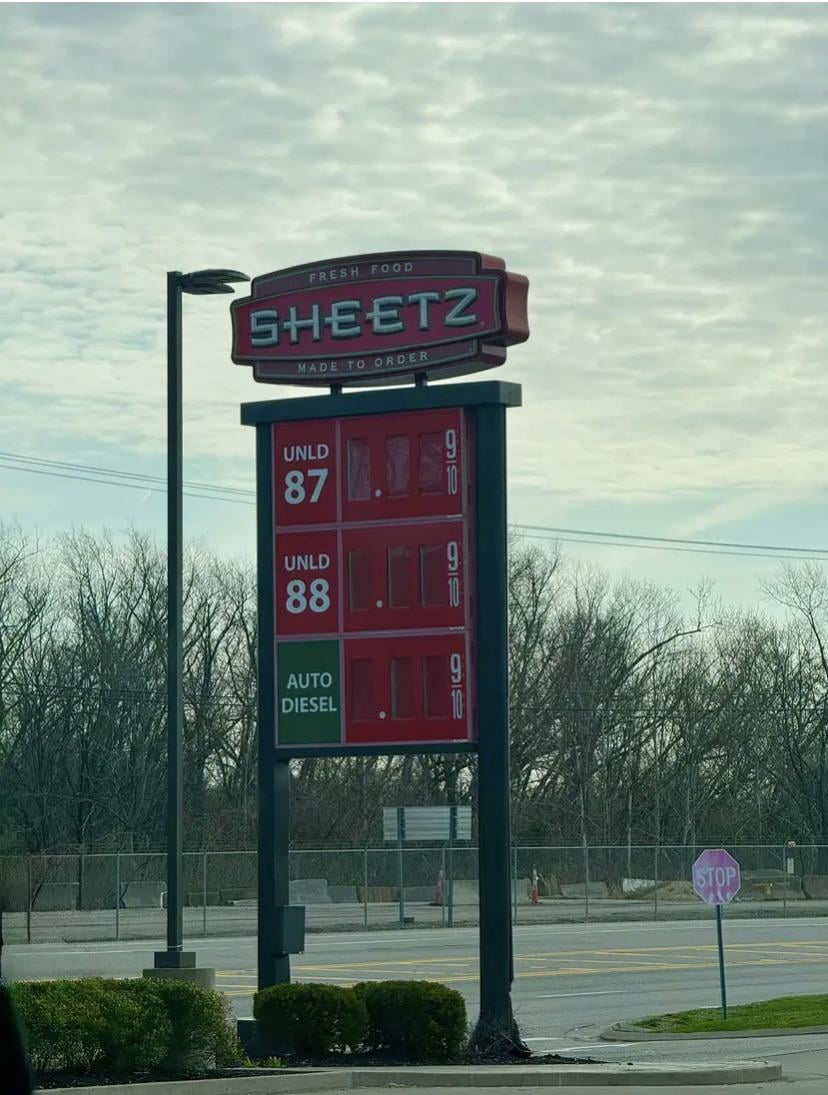 FRESH FOOD
SHEETZ
MADE TO ORDER
UNLD
87
. 9/10
UNLD
88
. 9/10
AUTO
DIESEL
. 9/10
STOP